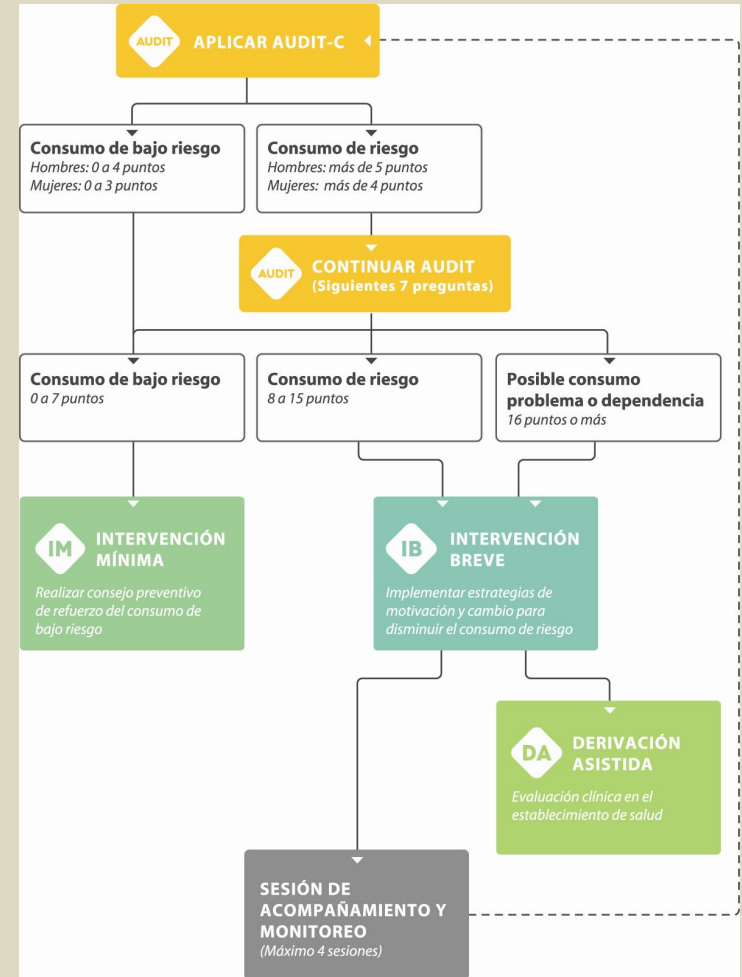 AUDIT APLICAR AUDIT-C
Consumo de bajo riesgo
Hombres: 0 a 4 puntos
Mujeres: 0 a 3 puntos
Consumo de riesgo
Hombres: más de 5 puntos
Mujeres: más de 4 puntos
AUDIT CONTINUAR AUDIT
(Siguientes 7 preguntas)
Consumo de bajo riesgo
0 a 7 puntos
Consumo de riesgo
8 a 15 puntos
Posible consumo
problema o dependencia
16 puntos o más
IM INTERVENCIÓN
MÍNIMA
Realizar consejo preventivo
de refuerzo del consumo de
bajo riesgo
IB INTERVENCIÓN
BREVE
Implementar estrategias de
motivación y cambio para
disminuir el consumo de riesgo
DA DERIVACIÓN
ASISTIDA
Evaluación clínica en el
establecimiento de salud
SESIÓN DE
ACOMPAÑAMIENTO Y
MONITOREO
(Máximo 4 sesiones)